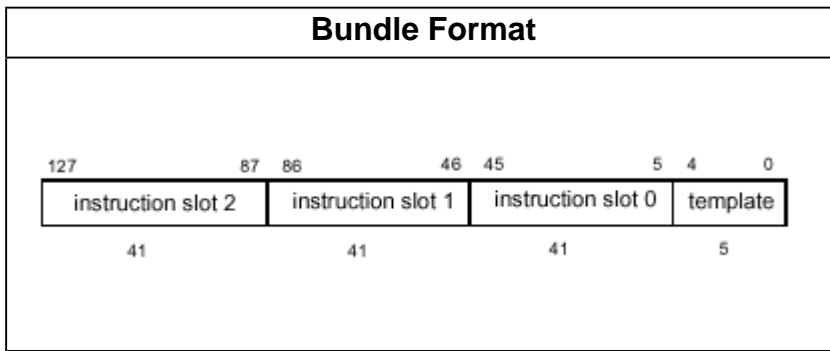 Bundle Format
127 87 86 46 45 5 4 0
instruction slot 2 instruction slot 1 instruction slot 0 template
41 41 41 5